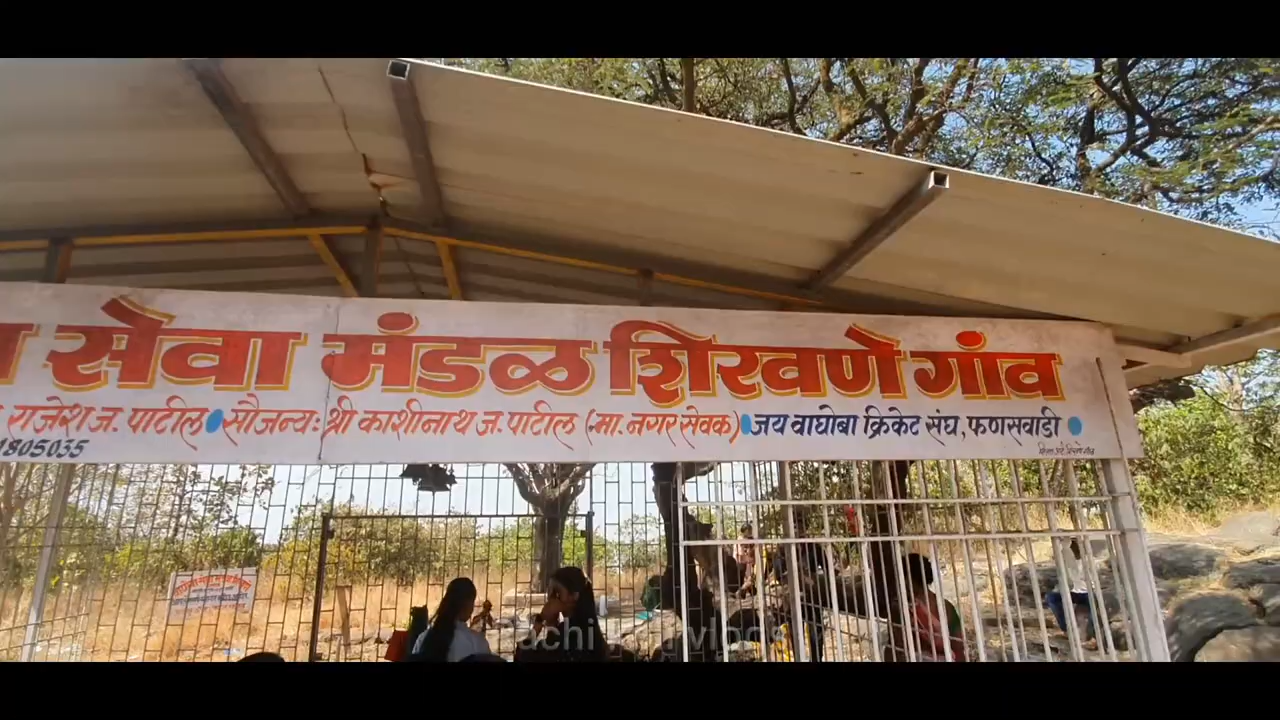 सेवा मंडळ शिरवणे गांव
राजेश ज. पाटील ● सौजन्य: श्री काशीनाथ ज. पाटील (मा. नगर सेवक) ● जय वाघोबा क्रिकेट संघ, फणसवाडी ●
1805035